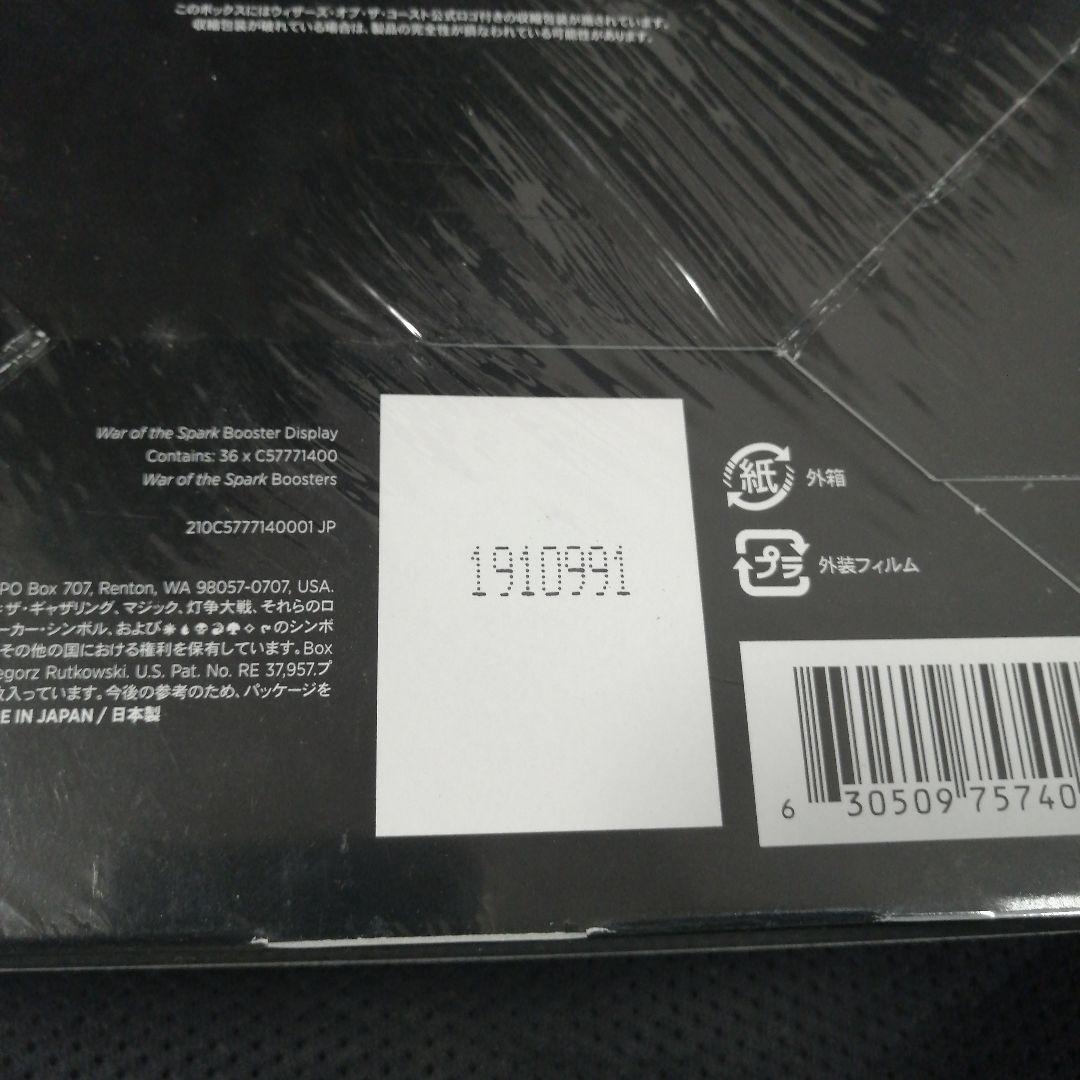 このボックスにはウィザーズ・オブ・ザ・コースト公式ロゴ付きの収縮包装が施されています。
収縮包装が破れている場合は、製品の完全性が損なわれている可能性があります。
War of the Spark Booster Display
Contains: 36 x C57771400
War of the Spark Boosters
210C5777140001 JP
PO Box 707, Renton, WA 98057-0707, USA.
ザ・ギャザリング、マジック、灯争大戦、それらのロ
ーカー・シンボル、および のシンボ
その他の国における権利を保有しています。Box
egorz Rutkowski. U.S. Pat. No. RE 37,957.プ
枚入っています。今後の参考のため、パッケージを
E IN JAPAN / 日本製
1910991
紙 外箱
プラ 外装フィルム
6 30509 75740